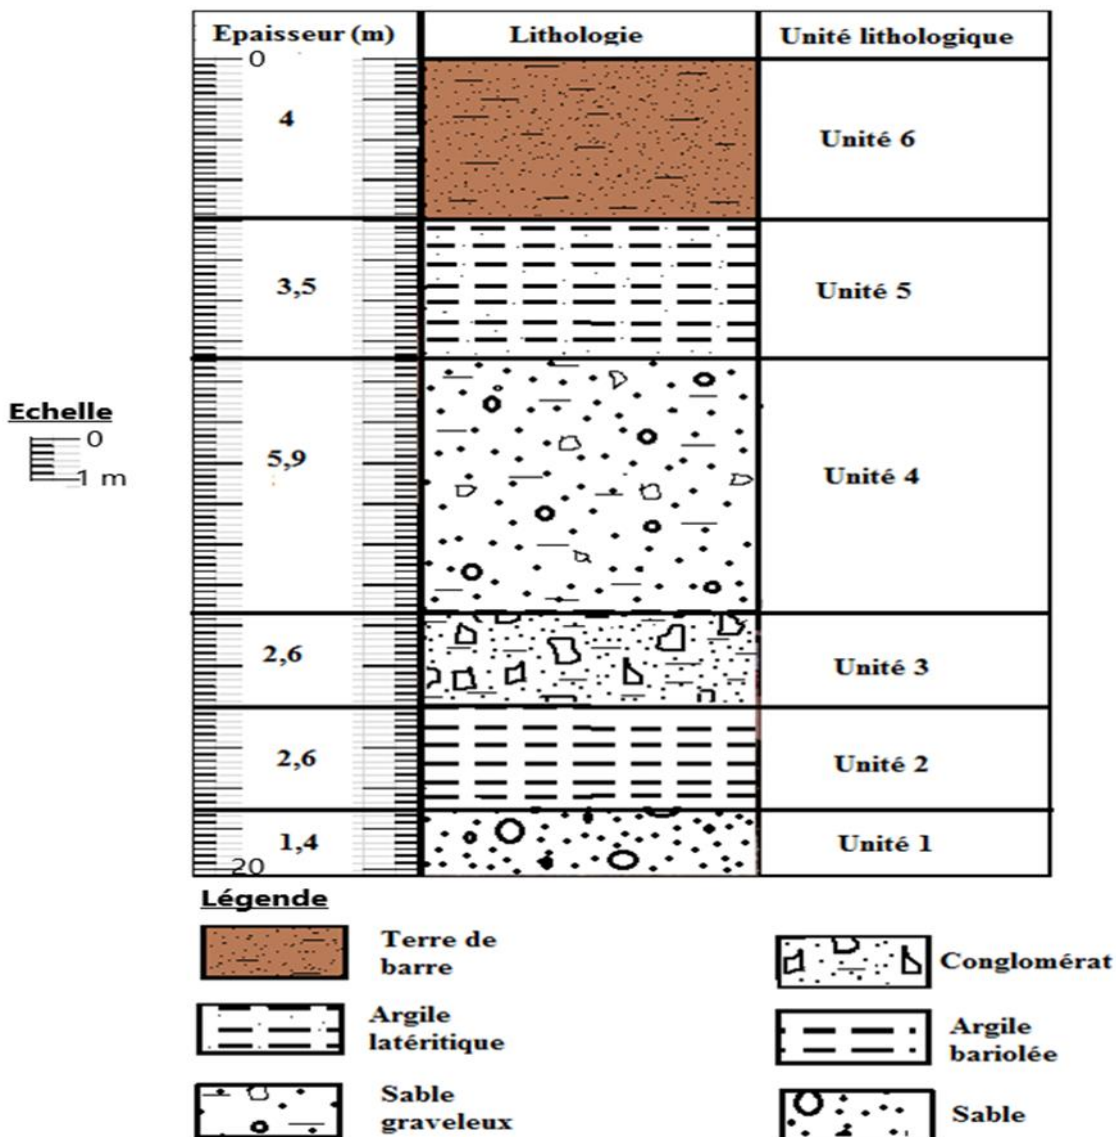 Epaisseur (m) Lithologie Unité lithologique
0
4 Unité 6
3,5 Unité 5
Echelle
0
1 m
5,9 Unité 4
2,6 Unité 3
2,6 Unité 2
1,4 Unité 1
20
Légende
Terre de
barre
Conglomérat
Argile
latéritique
Argile
bariolée
Sable
graveleux
Sable